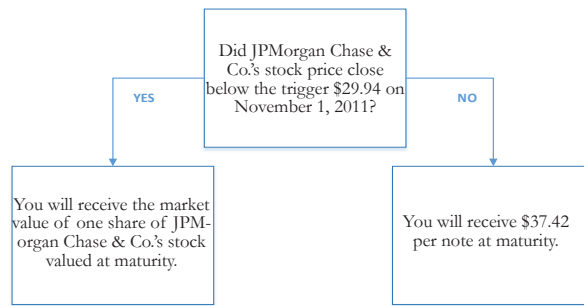 Did JPMorgan Chase &
Co.'s stock price close
below the trigger $29.94 on
November 1, 2011?
YES
NO
You will receive the market
value of one share of JPM-
organ Chase & Co.'s stock
valued at maturity.
You will receive $37.42
per note at maturity.